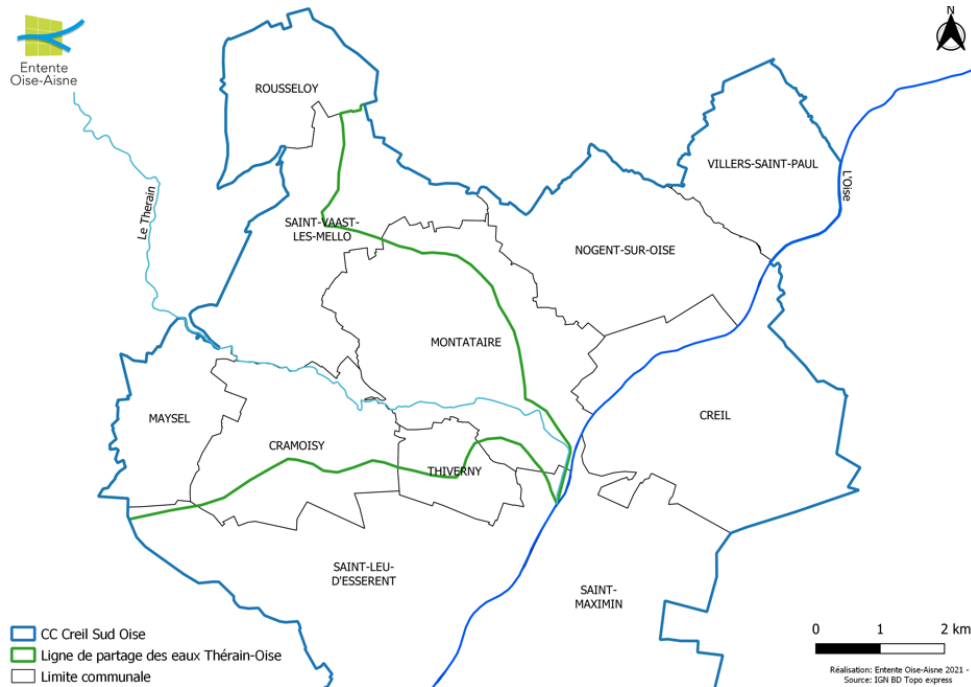 Entente
Oise-Aisne
ROUSSELOY
VILLERS-SAINT-PAUL
L'Oise
Le Therain
SAINT-VAAST-
LES-MELLO
NOGENT-SUR-OISE
MONTATAIRE
MAYSEL
CREIL
CRAMOISY
THIVERNY
SAINT-LEU-
D'ESSERENT
SAINT-
MAXIMIN
CC Creil Sud Oise
Ligne de partage des eaux Thérain-Oise
Limite communale
0 1 2 km
Réalisation: Entente Oise-Aisne 2021 -
Source: IGN BD Topo express
N